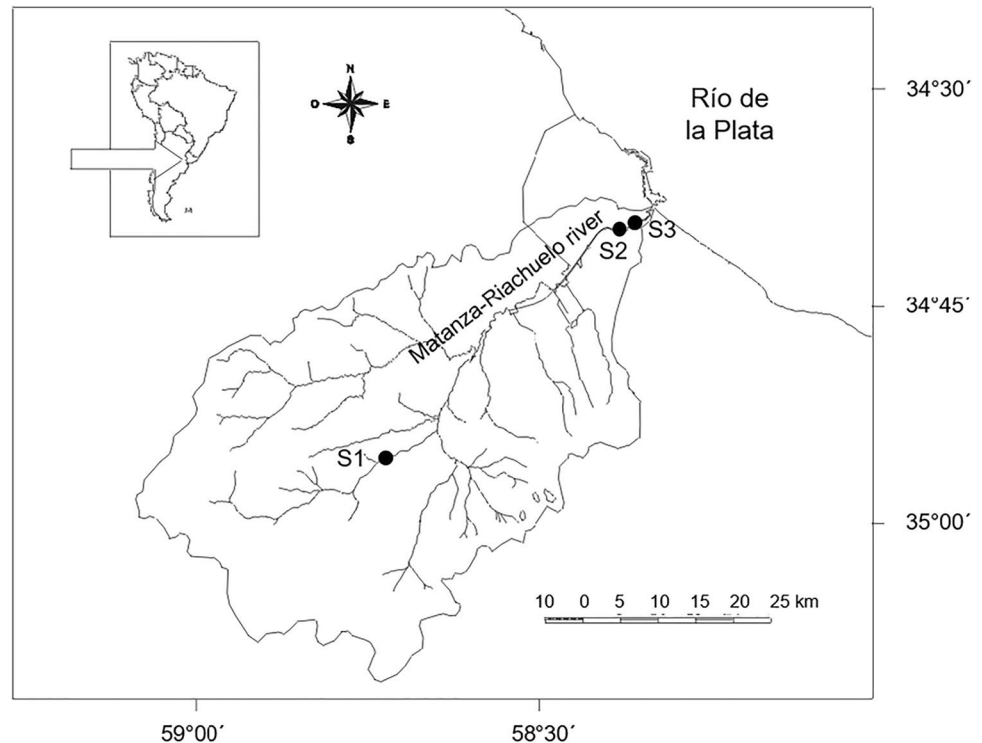 N
O
E
S
Río de
la Plata
34°30´
34°45´
35°00´
Matanza-Riachuelo river
S1
S2
S3
10 0 5 10 15 20 25 km
59°00´
58°30´